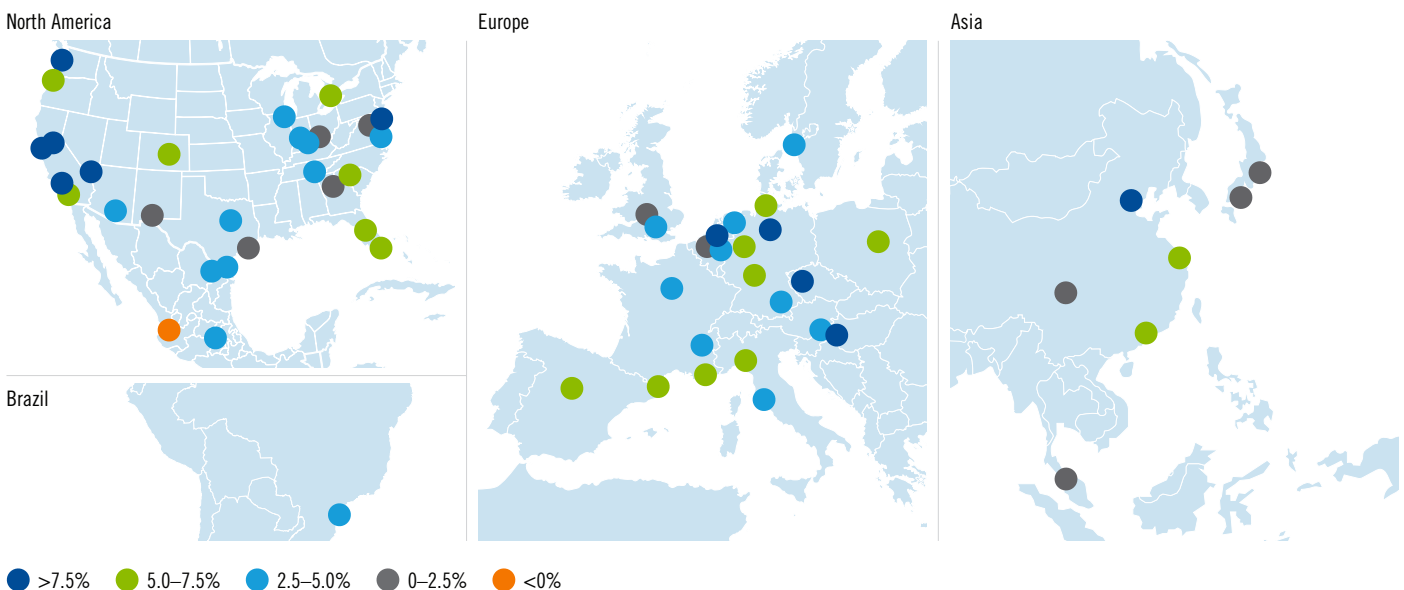 North America
Europe
Asia
Brazil
>7.5%
5.0–7.5%
2.5–5.0%
0–2.5%
<0%